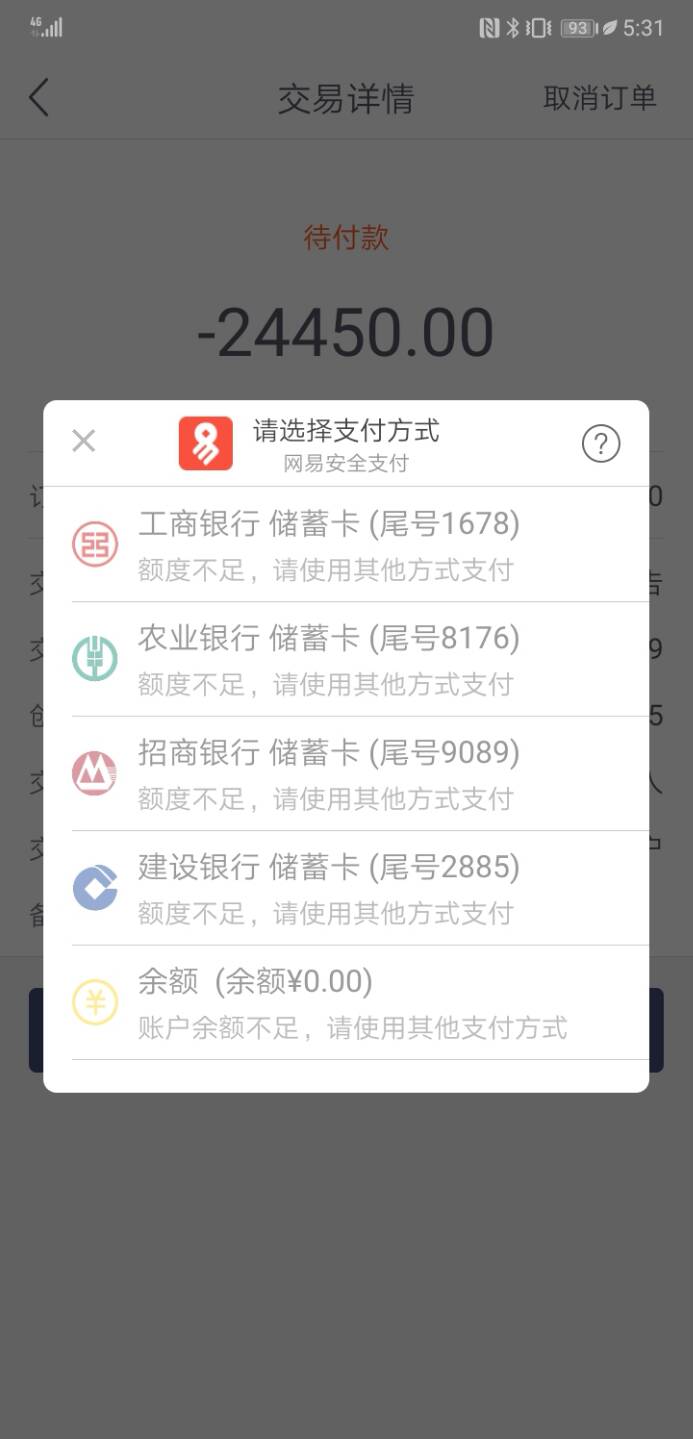 4G 93 5:31
交易详情 取消订单
待付款
-24450.00
请选择支付方式
网易安全支付
工商银行 储蓄卡 (尾号1678)
额度不足，请使用其他方式支付
农业银行 储蓄卡 (尾号8176)
额度不足，请使用其他方式支付
招商银行 储蓄卡 (尾号9089)
额度不足，请使用其他方式支付
建设银行 储蓄卡 (尾号2885)
额度不足，请使用其他方式支付
余额 (余额¥0.00)
账户余额不足，请使用其他支付方式